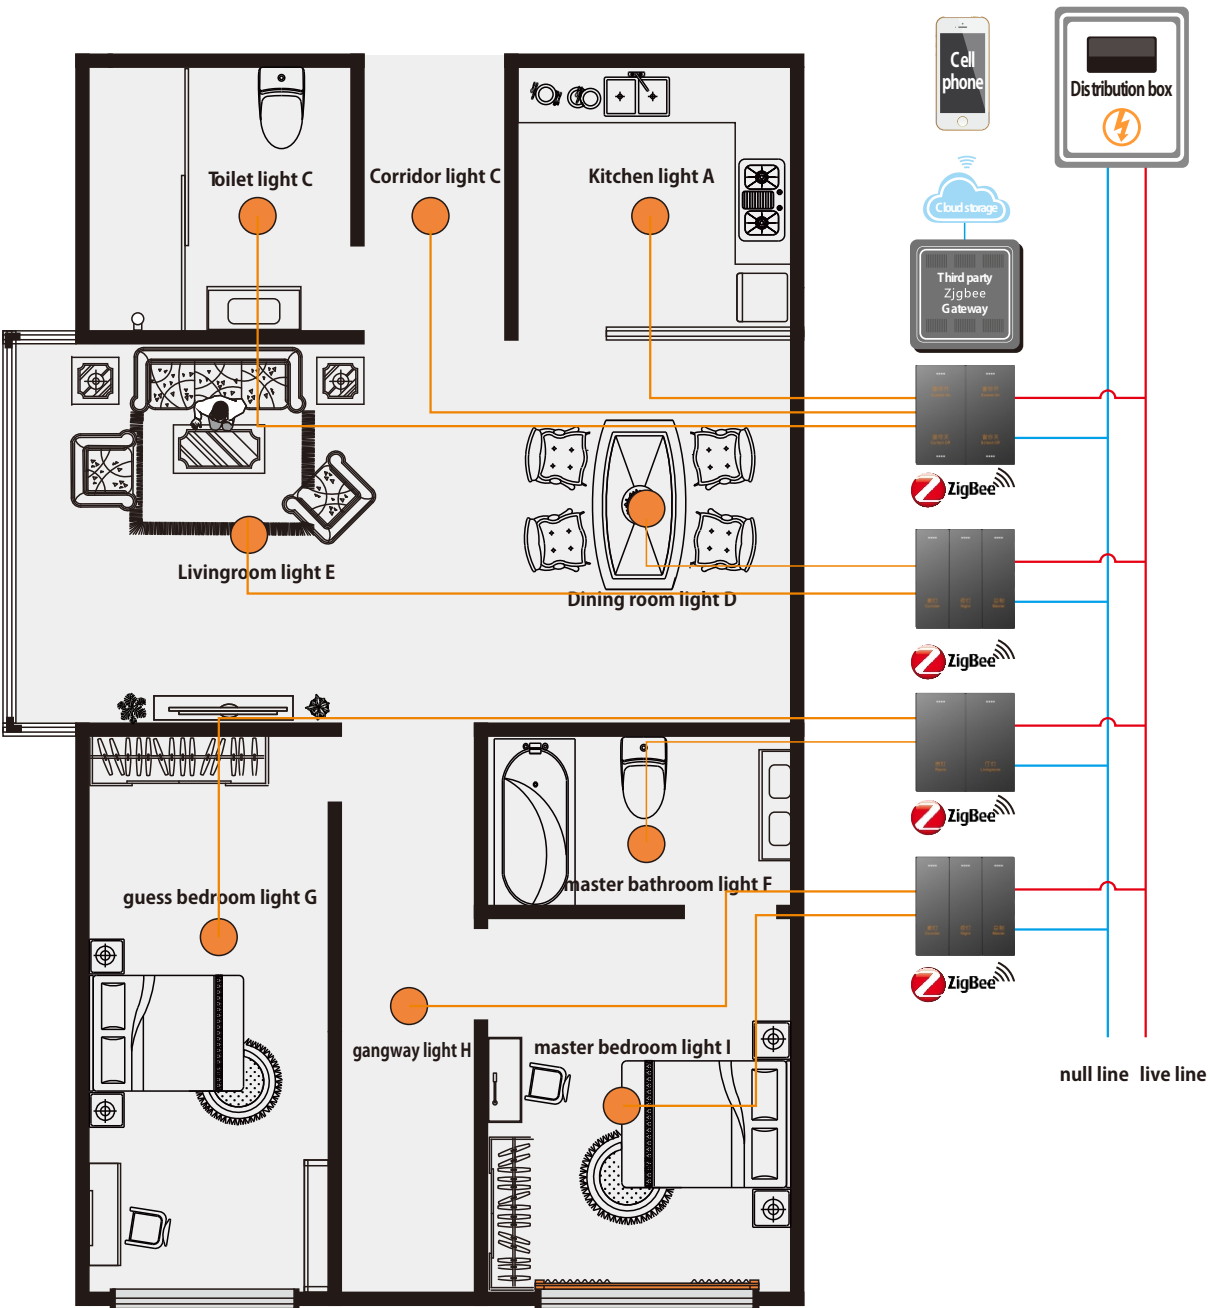 Cell
phone
Distribution box
Toilet light C
Corridor light C
Kitchen light A
Cloud storage
Third party
Zjgbee
Gateway
ZigBee
Livingroom light E
Dining room light D
ZigBee
ZigBee
guess bedroom light G
master bathroom light F
ZigBee
gangway light H
master bedroom light I
null line live line